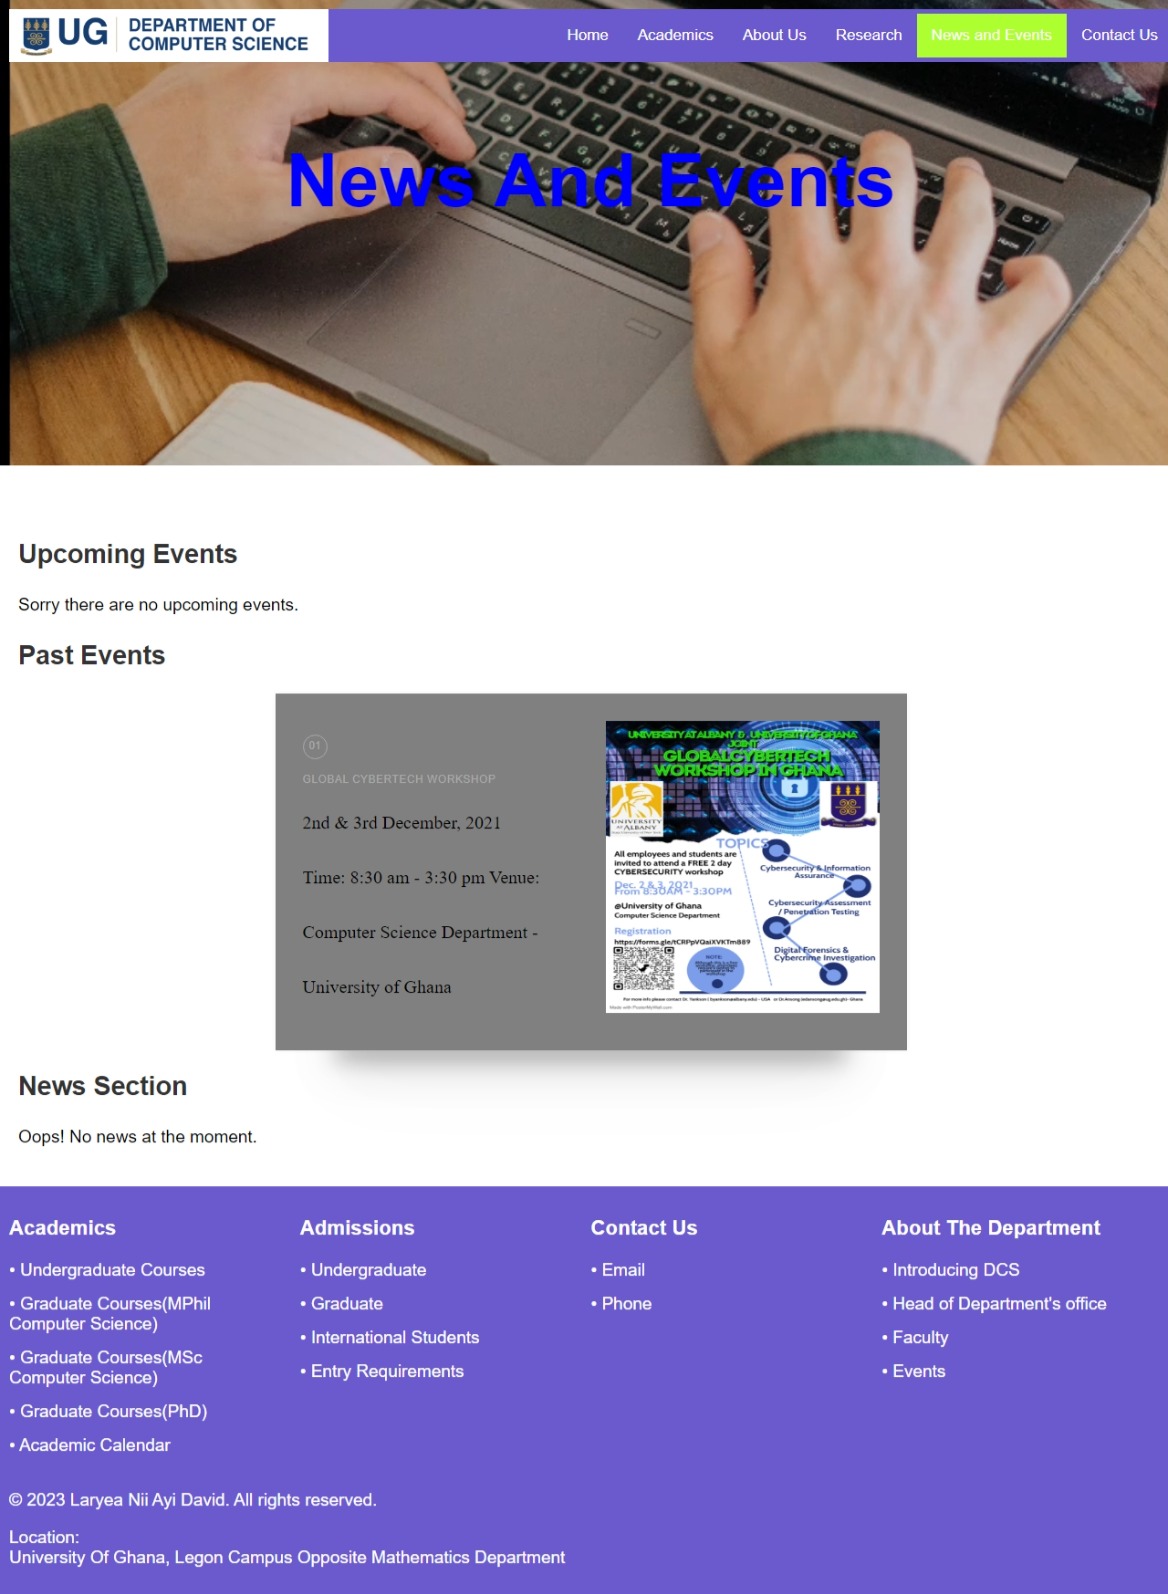 UG DEPARTMENT OF
COMPUTER SCIENCE
Home Academics About Us Research News and Events Contact Us
News And Events
Upcoming Events
Sorry there are no upcoming events.
Past Events
01
GLOBAL CYBERTECH WORKSHOP
2nd & 3rd December, 2021
Time: 8:30 am - 3:30 pm Venue:
Computer Science Department -
University of Ghana
UNIVERSITY AT ALBANY & UNIVERSITY OF GHANA
JOINT
GLOBALCYBERTECH
WORKSHOP IN GHANA
UNIVERSITY
AT ALBANY
TOPICS
All employees and students are
invited to attend a FREE 2 day
CYBERSECURITY workshop
Dec. 2 & 3, 2021
From 8:30AM - 3:30PM
@University of Ghana
Computer Science Department
Registration
Cybersecurity & Information
Assurance
Cybersecurity Assessment
/ Penetration Testing
Digital Forensics &
Cybercrime Investigation
NOTE:
Made with PosterMyWall.com
News Section
Oops! No news at the moment.
Academics
• Undergraduate Courses
• Graduate Courses(MPhil
Computer Science)
• Graduate Courses(MSc
Computer Science)
• Graduate Courses(PhD)
• Academic Calendar
Admissions
• Undergraduate
• Graduate
• International Students
• Entry Requirements
Contact Us
• Email
• Phone
About The Department
• Introducing DCS
• Head of Department's office
• Faculty
• Events
© 2023 Laryea Nii Ayi David. All rights reserved.
Location:
University Of Ghana, Legon Campus Opposite Mathematics Department